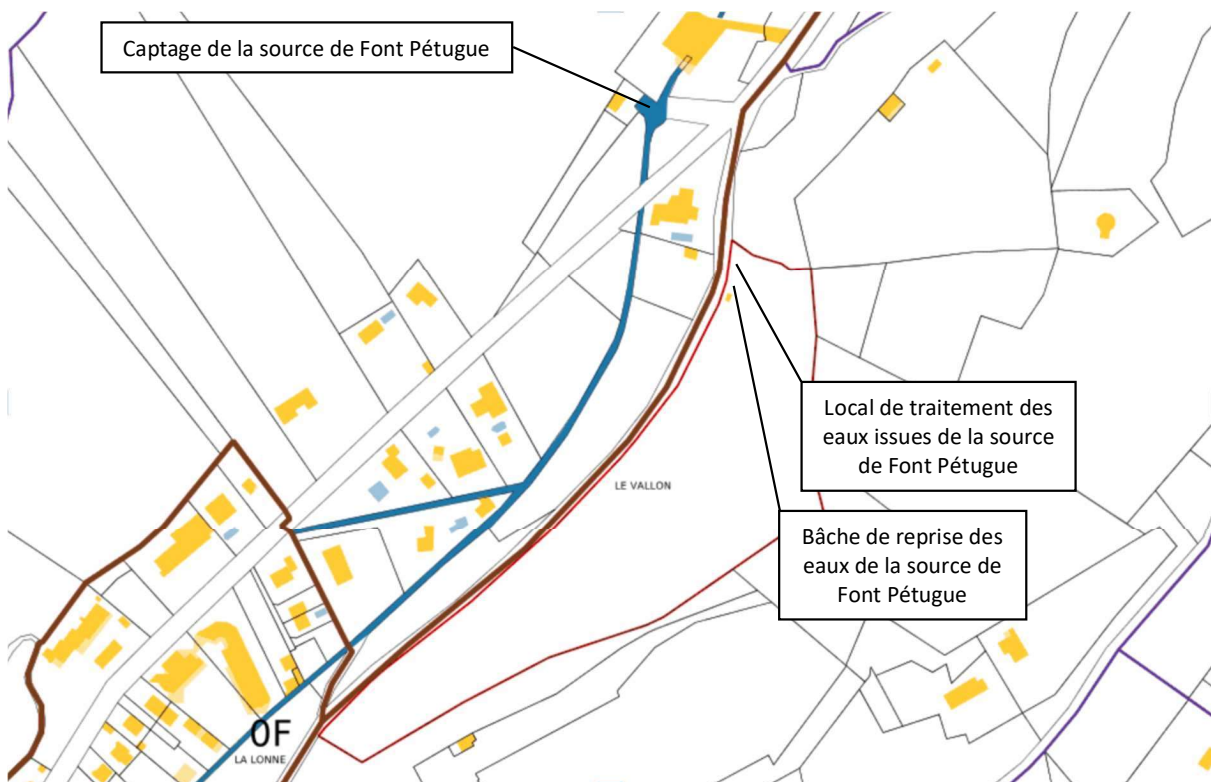 Captage de la source de Font Pétugue
Local de traitement des
eaux issues de la source
de Font Pétugue
LE VALLON
Bâche de reprise des
eaux de la source de
Font Pétugue
0F
LA LONNE